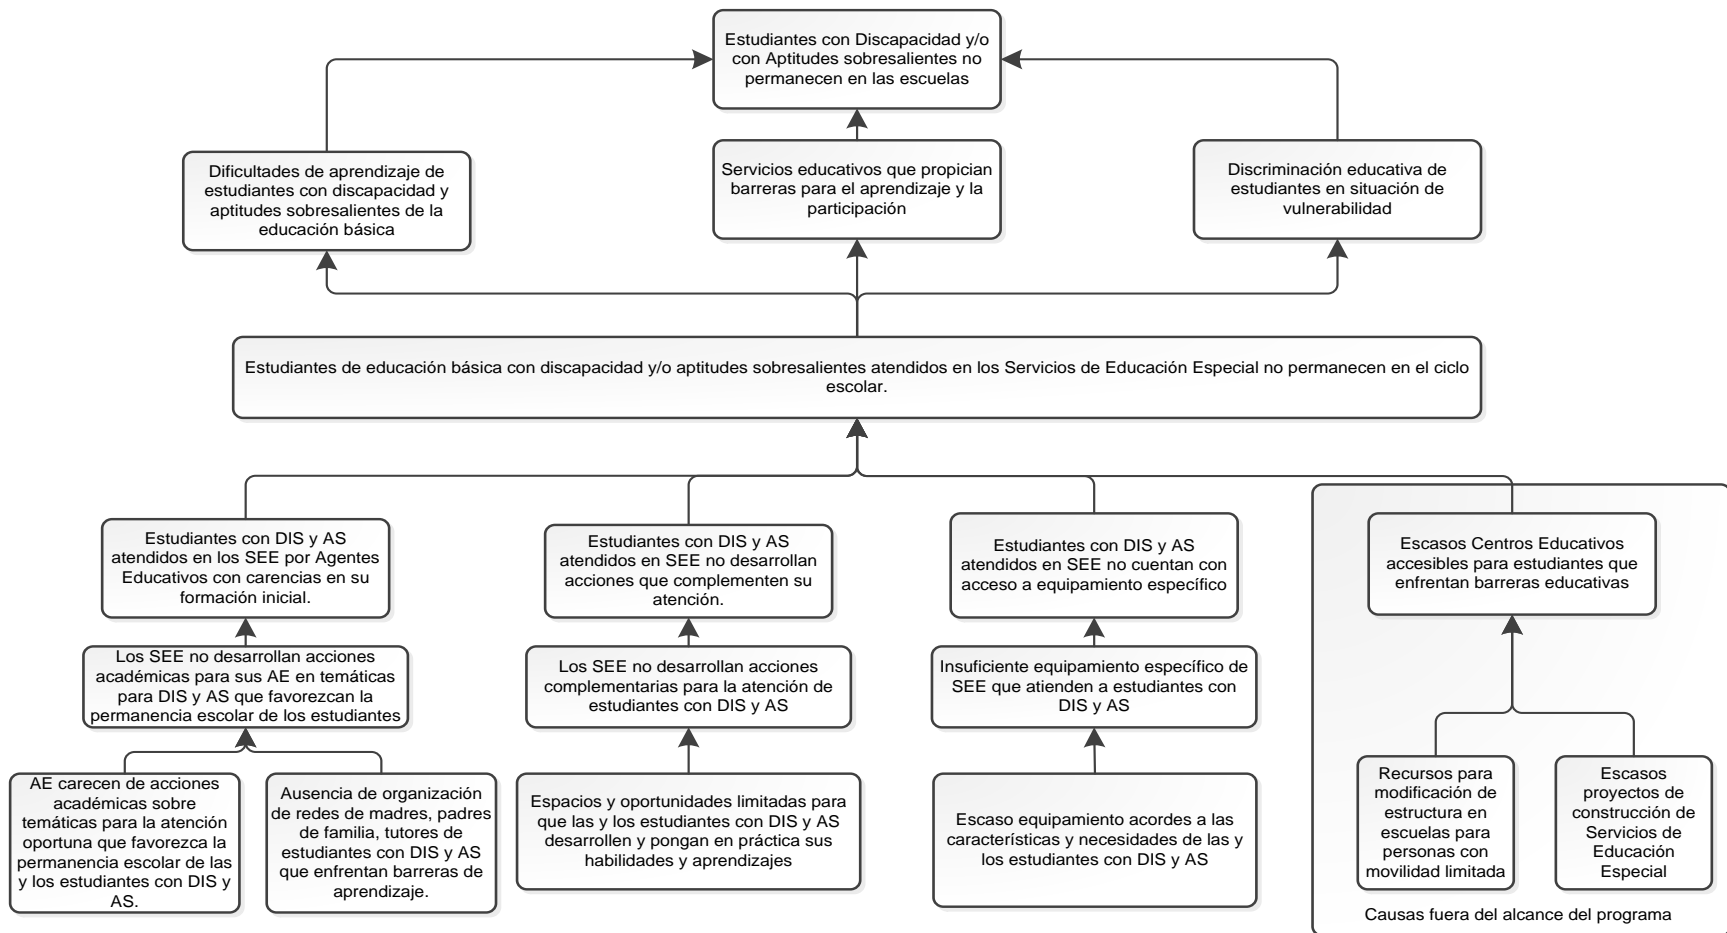 Estudiantes con Discapacidad y/o
con Aptitudes sobresalientes no
permanecen en las escuelas
Dificultades de aprendizaje de
estudiantes con discapacidad y
aptitudes sobresalientes de la
educación básica
Servicios educativos que propician
barreras para el aprendizaje y la
participación
Discriminación educativa de
estudiantes en situación de
vulnerabilidad
Estudiantes de educación básica con discapacidad y/o aptitudes sobresalientes atendidos en los Servicios de Educación Especial no permanecen en el ciclo
escolar.
Estudiantes con DIS y AS
atendidos en los SEE por Agentes
Educativos con carencias en su
formación inicial.
Estudiantes con DIS y AS
atendidos en SEE no desarrollan
acciones que complementen su
atención.
Estudiantes con DIS y AS
atendidos en SEE no cuentan con
acceso a equipamiento específico
Escasos Centros Educativos
accesibles para estudiantes que
enfrentan barreras educativas
Los SEE no desarrollan acciones
académicas para sus AE en temáticas
para DIS y AS que favorezcan la
permanencia escolar de los estudiantes
Los SEE no desarrollan acciones
complementarias para la atención de
estudiantes con DIS y AS
Insuficiente equipamiento específico de
SEE que atienden a estudiantes con
DIS y AS
AE carecen de acciones
académicas sobre
temáticas para la atención
oportuna que favorezca la
permanencia escolar de las
y los estudiantes con DIS y
AS.
Ausencia de organización
de redes de madres, padres
de familia, tutores de
estudiantes con DIS y AS
que enfrentan barreras de
aprendizaje.
Espacios y oportunidades limitadas para
que las y los estudiantes con DIS y AS
desarrollen y pongan en práctica sus
habilidades y aprendizajes
Escaso equipamiento acordes a las
características y necesidades de las y
los estudiantes con DIS y AS
Recursos para
modificación de
estructura en
escuelas para
personas con
movilidad limitada
Escasos
proyectos de
construcción de
Servicios de
Educación
Especial
Causas fuera del alcance del programa